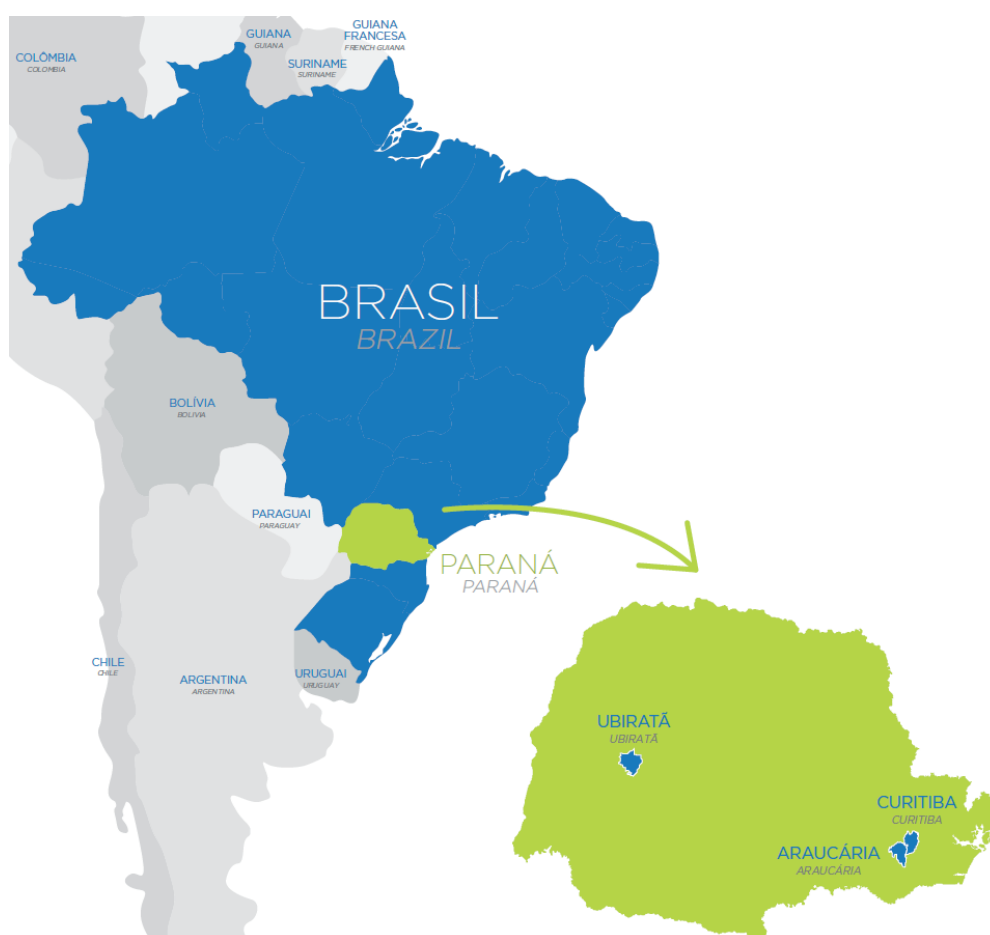 GUIANA
FRANCESA
FRENCH GUIANA
GUIANA
GUIANA
COLÔMBIA
COLOMBIA
SURINAME
SURINAME
BRASIL
BRAZIL
BOLÍVIA
BOLIVIA
PARAGUAI
PARAGUAY
PARANÁ
PARANÁ
CHILE
CHILE
ARGENTINA
ARGENTINA
URUGUAI
URUGUAY
UBIRATÃ
UBIRATÃ
CURITIBA
CURITIBA
ARAUCÁRIA
ARAUCÁRIA